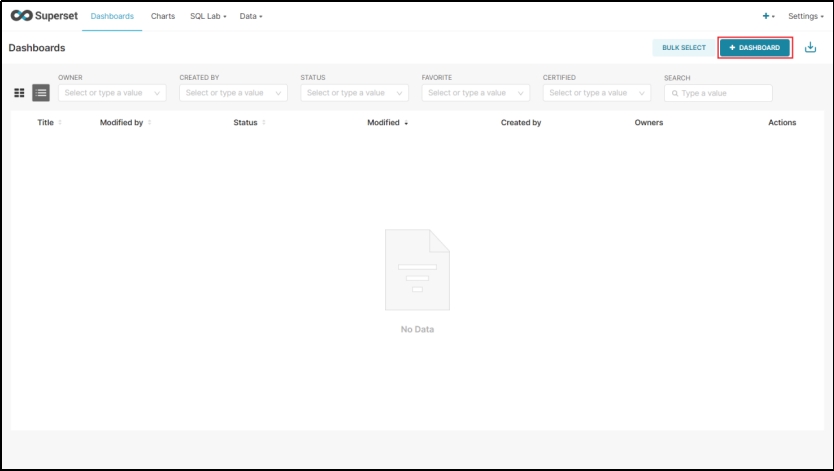 Superset Dashboards Charts SQL Lab Data + Settings
Dashboards BULK SELECT + DASHBOARD
OWNER CREATED BY STATUS FAVORITE CERTIFIED SEARCH
Select or type a value Select or type a value Select or type a value Select or type a value Select or type a value Type a value
Title Modified by Status Modified Created by Owners Actions
No Data